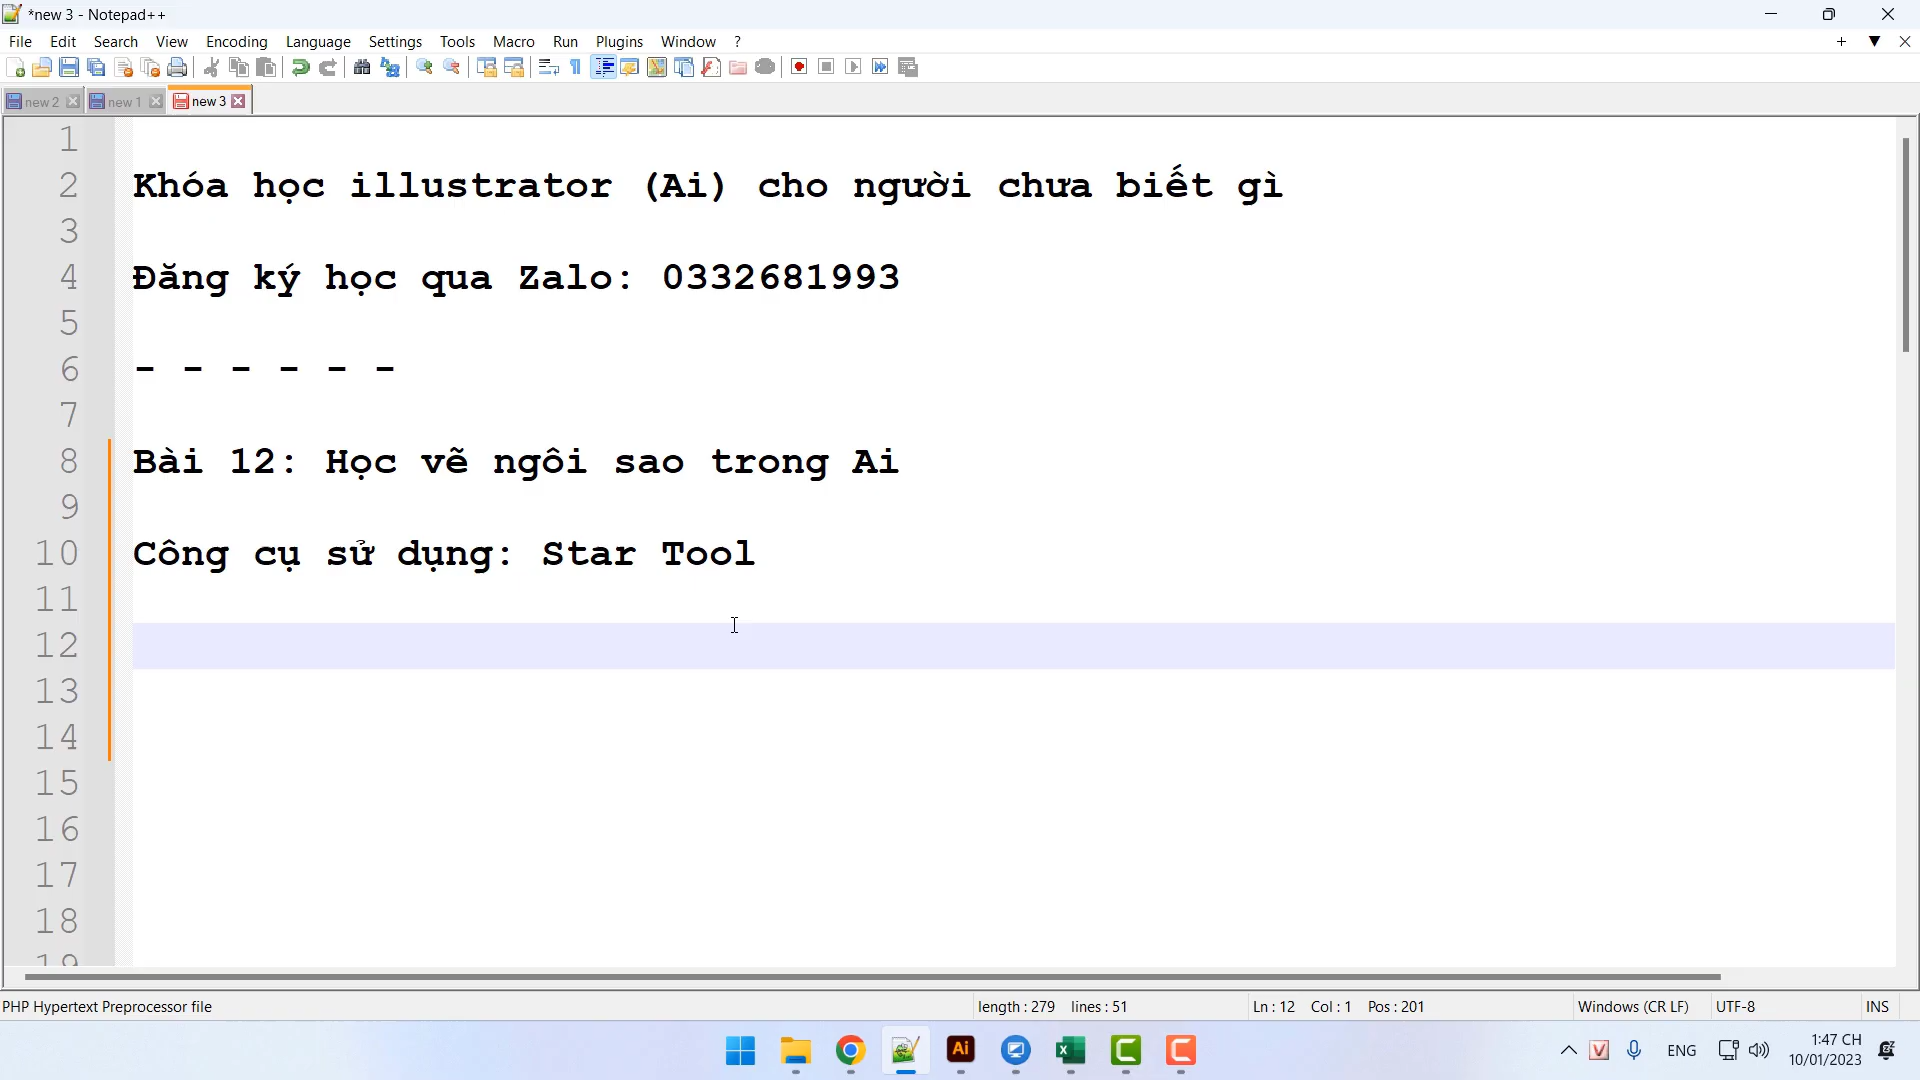 *new 3 - Notepad++
File Edit Search View Encoding Language Settings Tools Macro Run Plugins Window ?
new 2 new 1 new 3
1
2 Khóa học illustrator (Ai) cho người chưa biết gì
3
4 Đăng ký học qua Zalo: 0332681993
5
6 - - - - - -
7
8 Bài 12: Học vẽ ngôi sao trong Ai
9
10 Công cụ sử dụng: Star Tool
11
12
13
14
15
16
17
18
19
PHP Hypertext Preprocessor file length : 279 lines : 51 Ln : 12 Col : 1 Pos : 201 Windows (CR LF) UTF-8 INS
Ai ENG 1:47 CH
10/01/2023